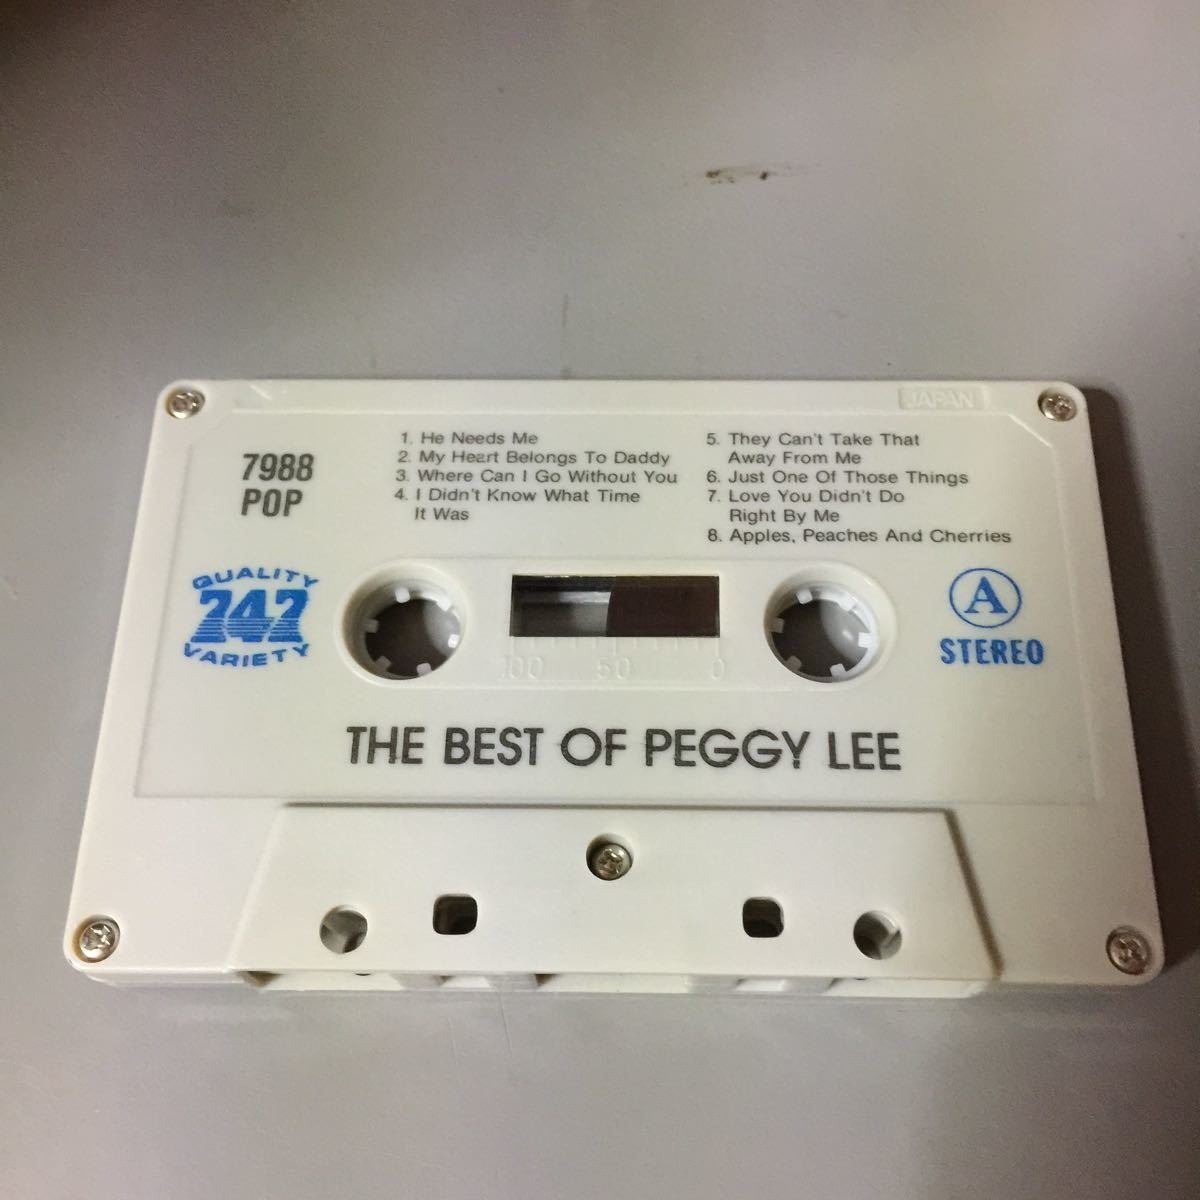 JAPAN
7988
POP
1. He Needs Me
2. My Heart Belongs To Daddy
3. Where Can I Go Without You
4. I Didn't Know What Time
It Was
5. They Can't Take That
Away From Me
6. Just One Of Those Things
7. Love You Didn't Do
Right By Me
8. Apples, Peaches And Cherries
QUALITY
242
VARIETY
100 50 0
A
STEREO
THE BEST OF PEGGY LEE